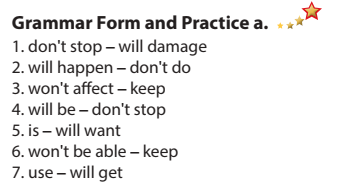 Grammar Form and Practice a.
1. don't stop – will damage
2. will happen – don't do
3. won't affect – keep
4. will be – don't stop
5. is – will want
6. won't be able – keep
7. use – will get